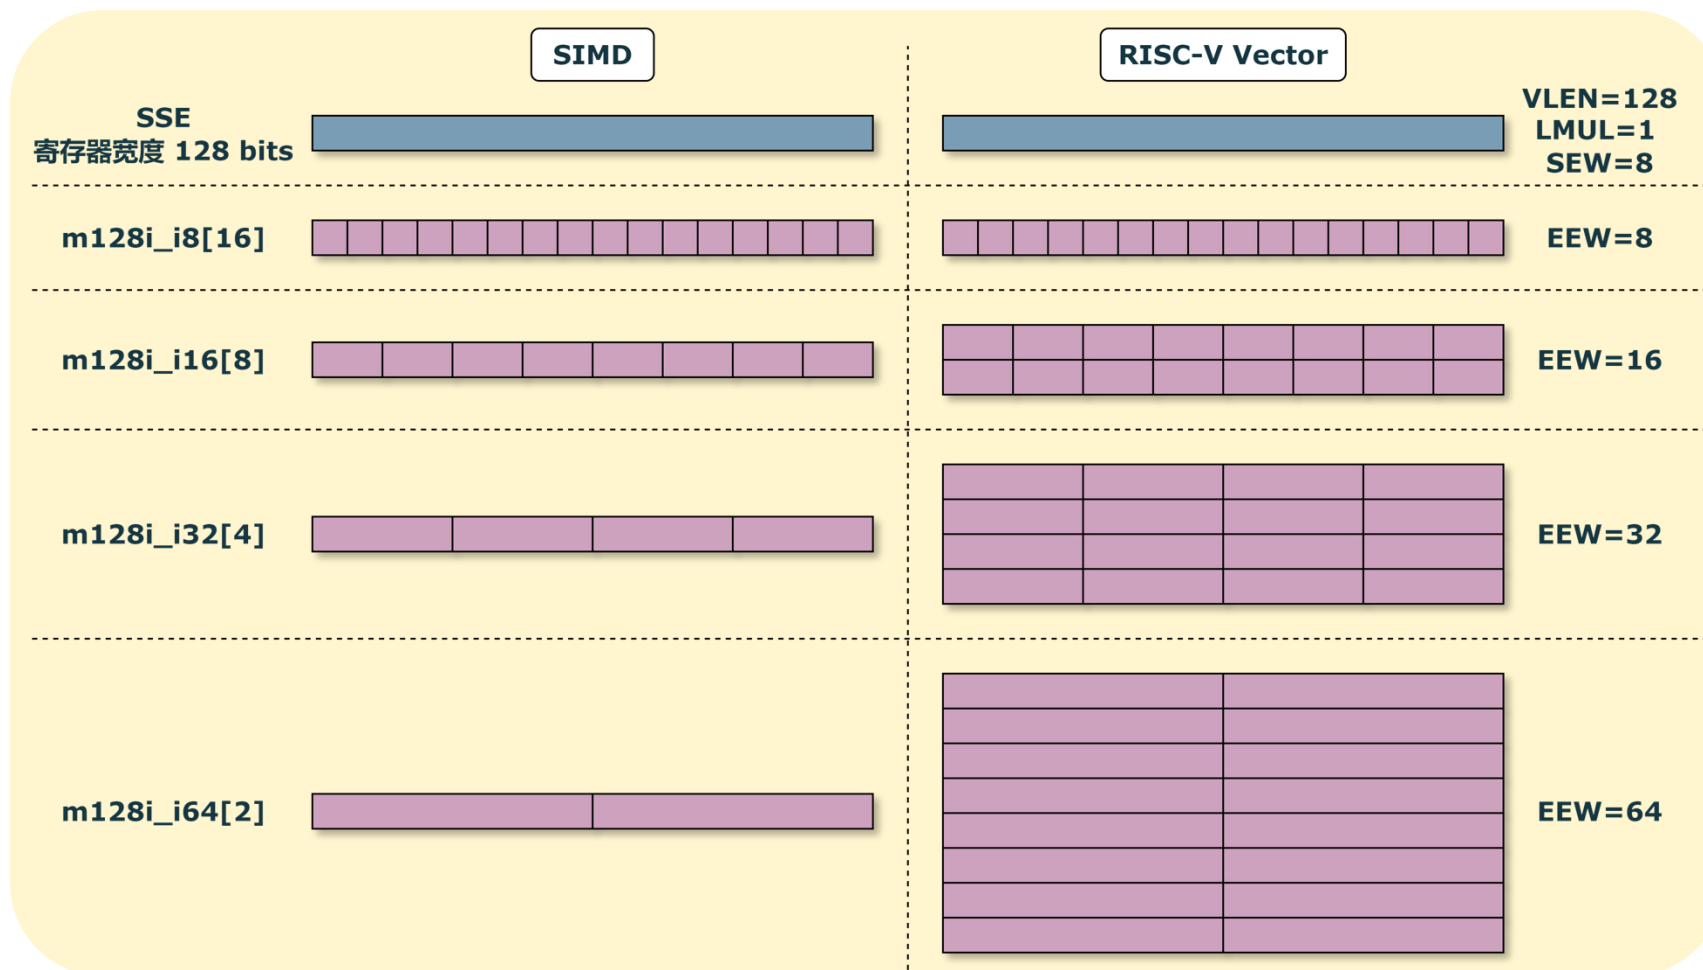 SIMD
RISC-V Vector
SSE
寄存器宽度 128 bits
VLEN=128
LMUL=1
SEW=8
m128i_i8[16]
EEW=8
m128i_i16[8]
EEW=16
m128i_i32[4]
EEW=32
m128i_i64[2]
EEW=64